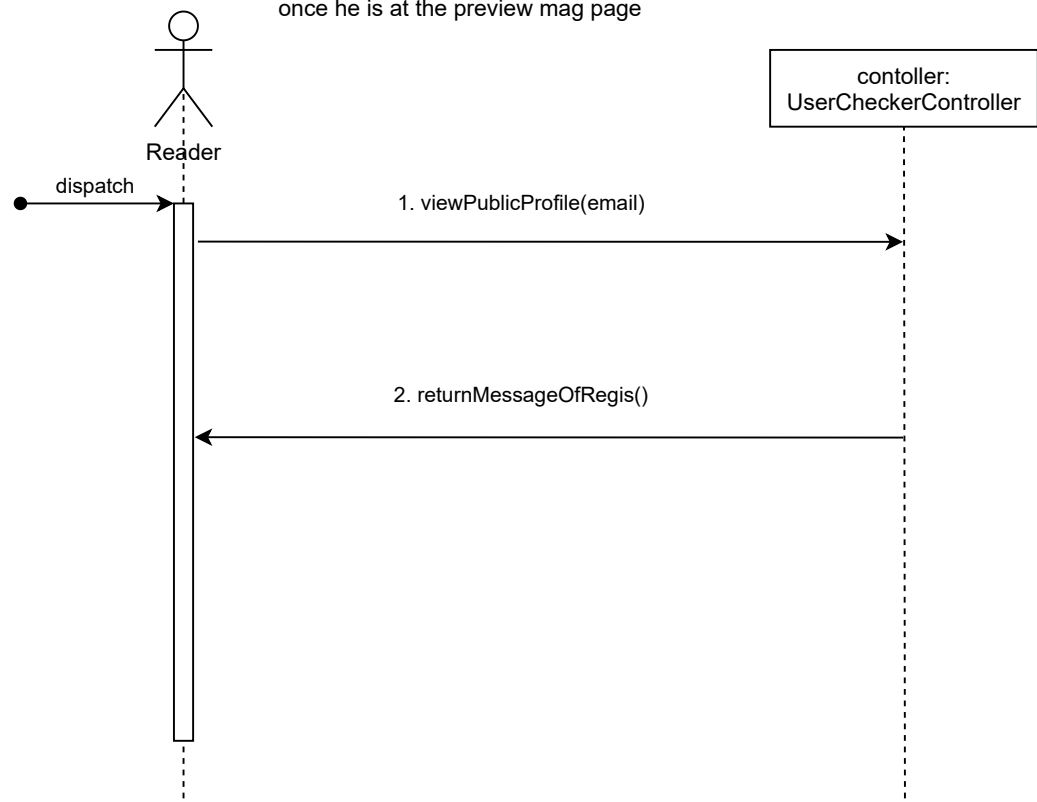 once he is at the preview mag page
contoller:
UserCheckerController
Reader
dispatch
1. viewPublicProfile(email)
2. returnMessageOfRegis()